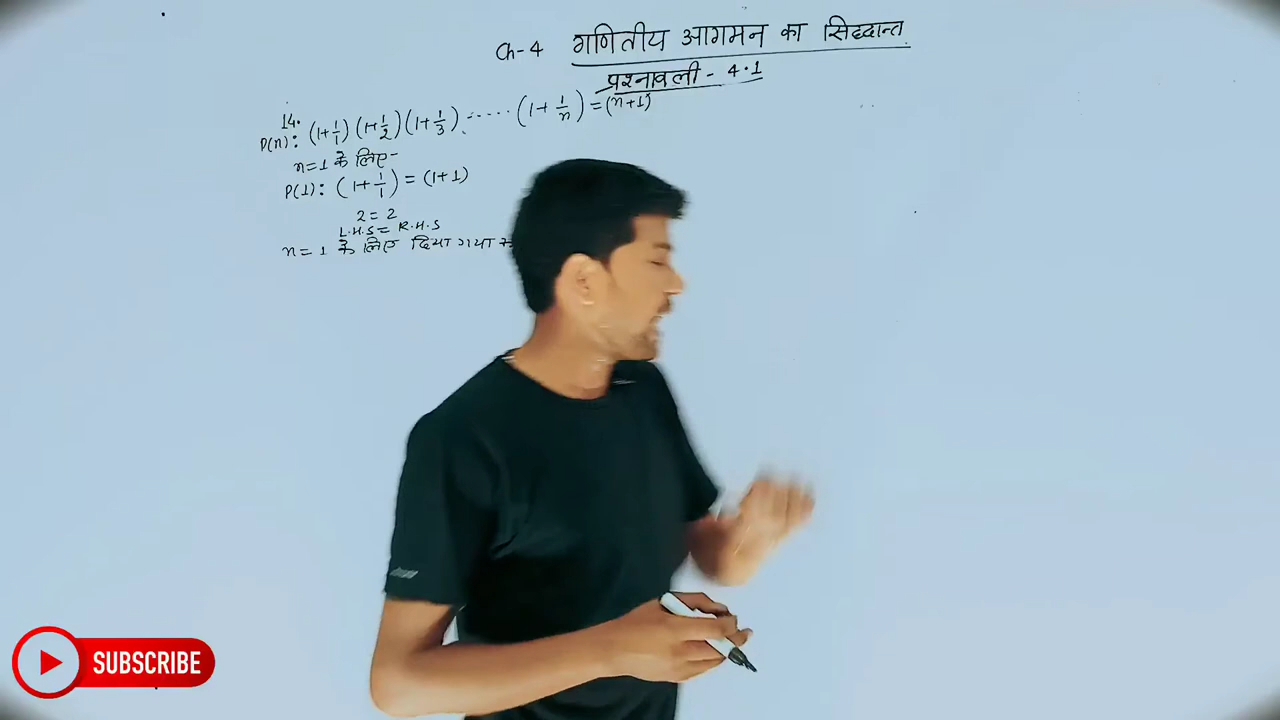 Ch-4 गणितीय आगमन का सिद्दान्त.
प्रश्नावली - 4.1
14.
P(n): (1+1/1)(1+1/2)(1+1/3)......(1+1/n)=(n+1)
n=1 के लिए-
P(1): (1+1/1) = (1+1)
2=2
L.H.S = R.H.S
n=1 के लिए दिया गया
SUBSCRIBE